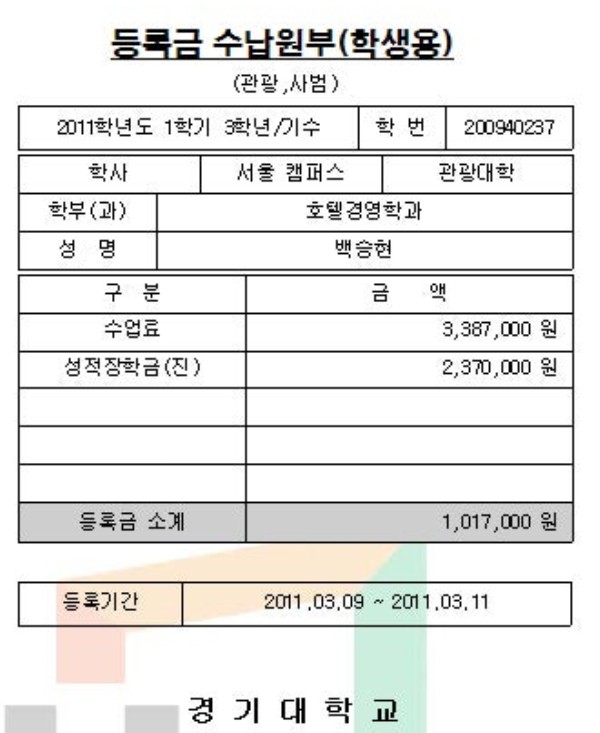 등록금 수납원부(학생용)
(관광,사범)
2011학년도 1학기 3학년/기수 학 번 200940237
학사 서울 캠퍼스 관광대학
학부(과) 호텔경영학과
성 명 백승현
구 분 금 액
수업료 3,387,000 원
성적장학금(진) 2,370,000 원
등록금 소계 1,017,000 원
등록기간 2011.03.09 ~ 2011.03.11
경 기 대 학 교